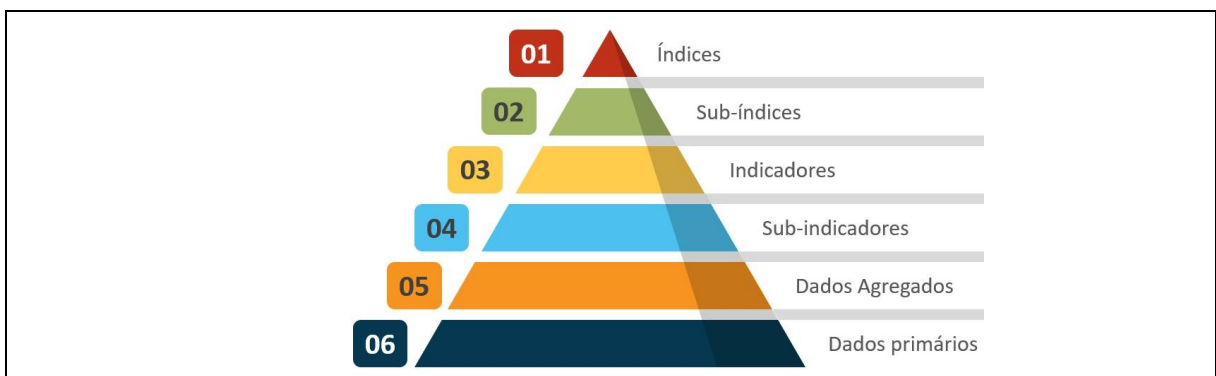 01 Índices
02 Sub-índices
03 Indicadores
04 Sub-indicadores
05 Dados Agregados
06 Dados primários